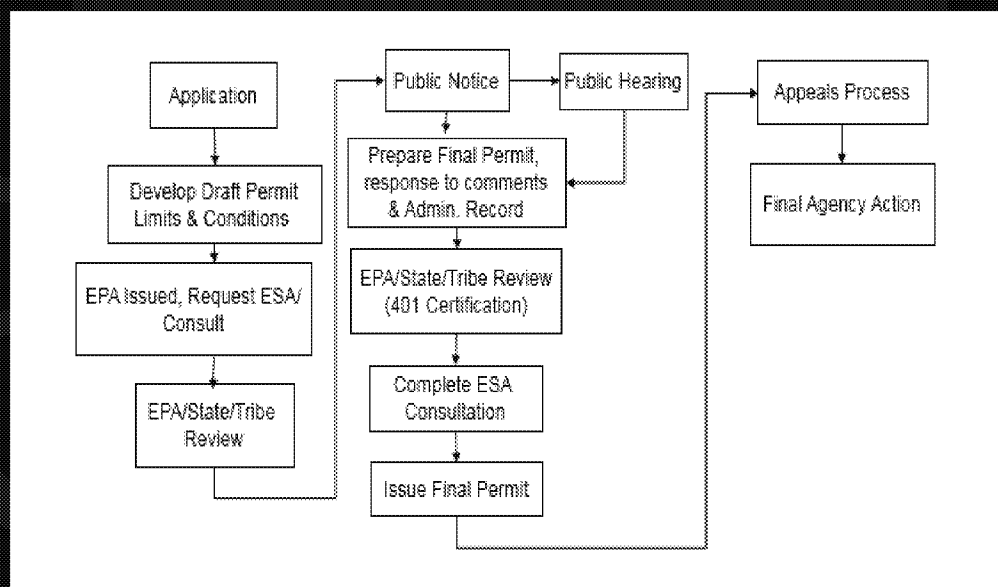 Application
Develop Draft Permit
Limits & Conditions
EPA Issued, Request ESA/
Consult
EPA/State/Tribe
Review
Public Notice
Public Hearing
Prepare Final Permit,
response to comments
& Admin. Record
EPA/State/Tribe Review
(401 Certification)
Complete ESA
Consultation
Issue Final Permit
Appeals Process
Final Agency Action